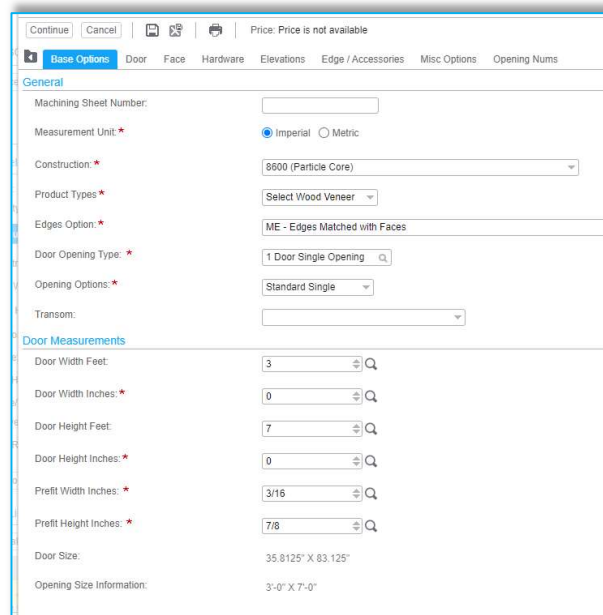 Continue Cancel Price: Price is not available
Base Options Door Face Hardware Elevations Edge / Accessories Misc Options Opening Nums
General
Machining Sheet Number:
Measurement Unit:* Imperial Metric
Construction:* 8600 (Particle Core)
Product Types* Select Wood Veneer
Edges Option:* ME - Edges Matched with Faces
Door Opening Type: * 1 Door Single Opening
Opening Options:* Standard Single
Transom:
Door Measurements
Door Width Feet: 3
Door Width Inches:* 0
Door Height Feet: 7
Door Height Inches:* 0
Prefit Width Inches: * 3/16
Prefit Height Inches: * 7/8
Door Size: 35.8125" X 83.125"
Opening Size Information: 3'-0" X 7'-0"